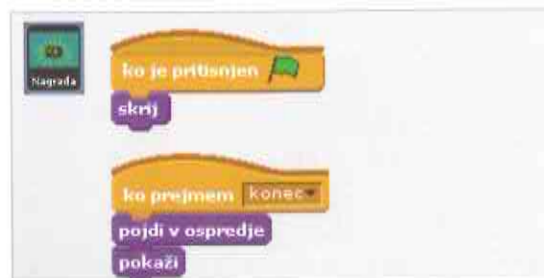 Nagrada
ko je pritisnjen
skrij
ko prejmem konec
pojdi v ospredje
pokaži